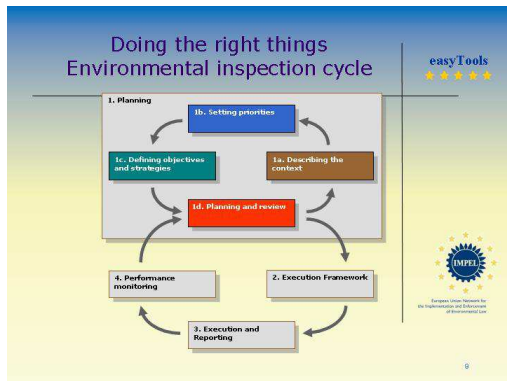 Doing the right things
Environmental inspection cycle
easyTools
1. Planning
1b. Setting priorities
1c. Defining objectives
and strategies
1a. Describing the
context
1d. Planning and review
4. Performance
monitoring
2. Execution Framework
3. Execution and
Reporting
IMPEL
European Union Network for
the Implementation and Enforcement
of Environmental Law
9